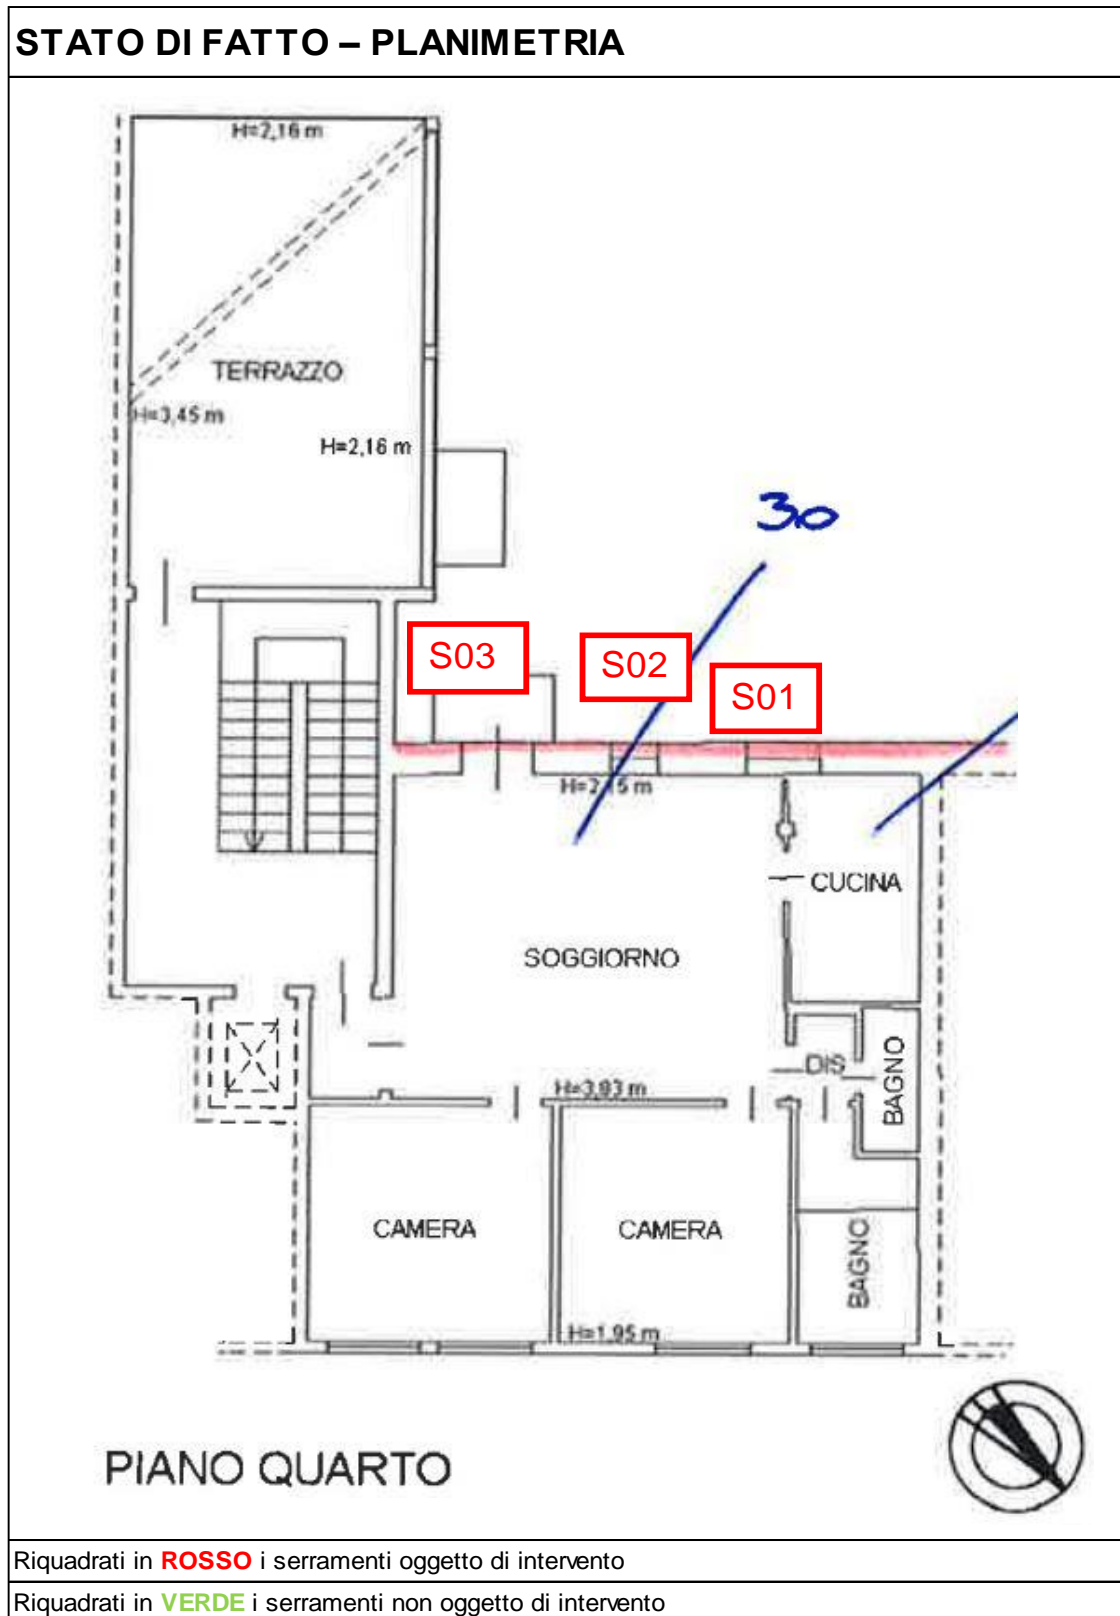 STATO DI FATTO – PLANIMETRIA
H=2,16 m
TERRAZZO
H=3,45 m
H=2,16 m
30
S03
S02
S01
H=2,15 m
CUCINA
SOGGIORNO
DIS
BAGNO
H=3,83 m
CAMERA
CAMERA
BAGNO
H=1,95 m
PIANO QUARTO
Riquadrati in ROSSO i serramenti oggetto di intervento
Riquadrati in VERDE i serramenti non oggetto di intervento